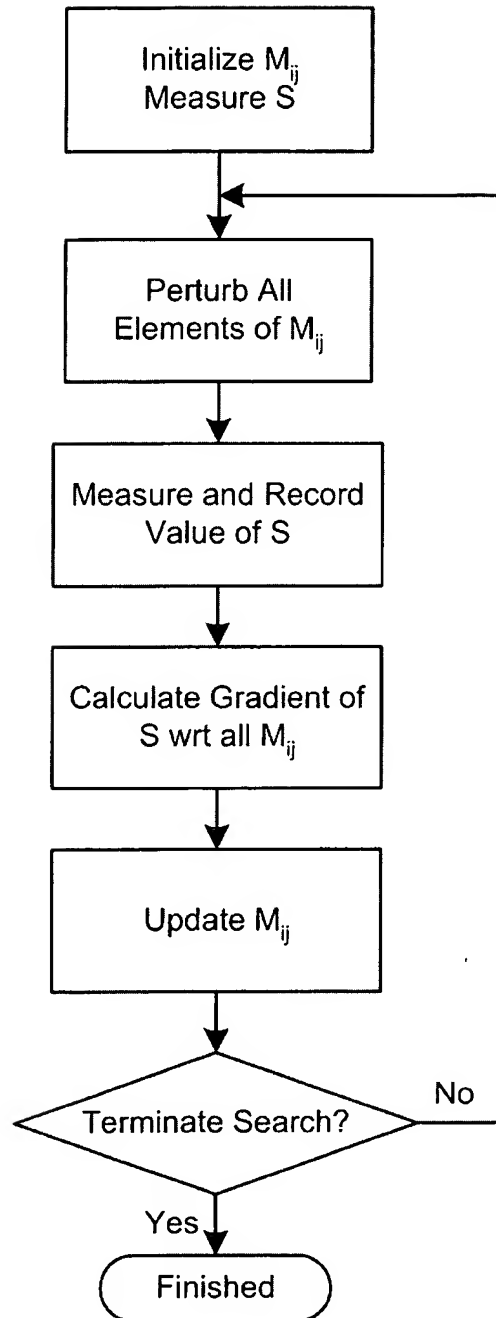 Initialize M_ij
Measure S
Perturb All
Elements of M_ij
Measure and Record
Value of S
Calculate Gradient of
S wrt all M_ij
Update M_ij
Terminate Search?
No
Yes
Finished